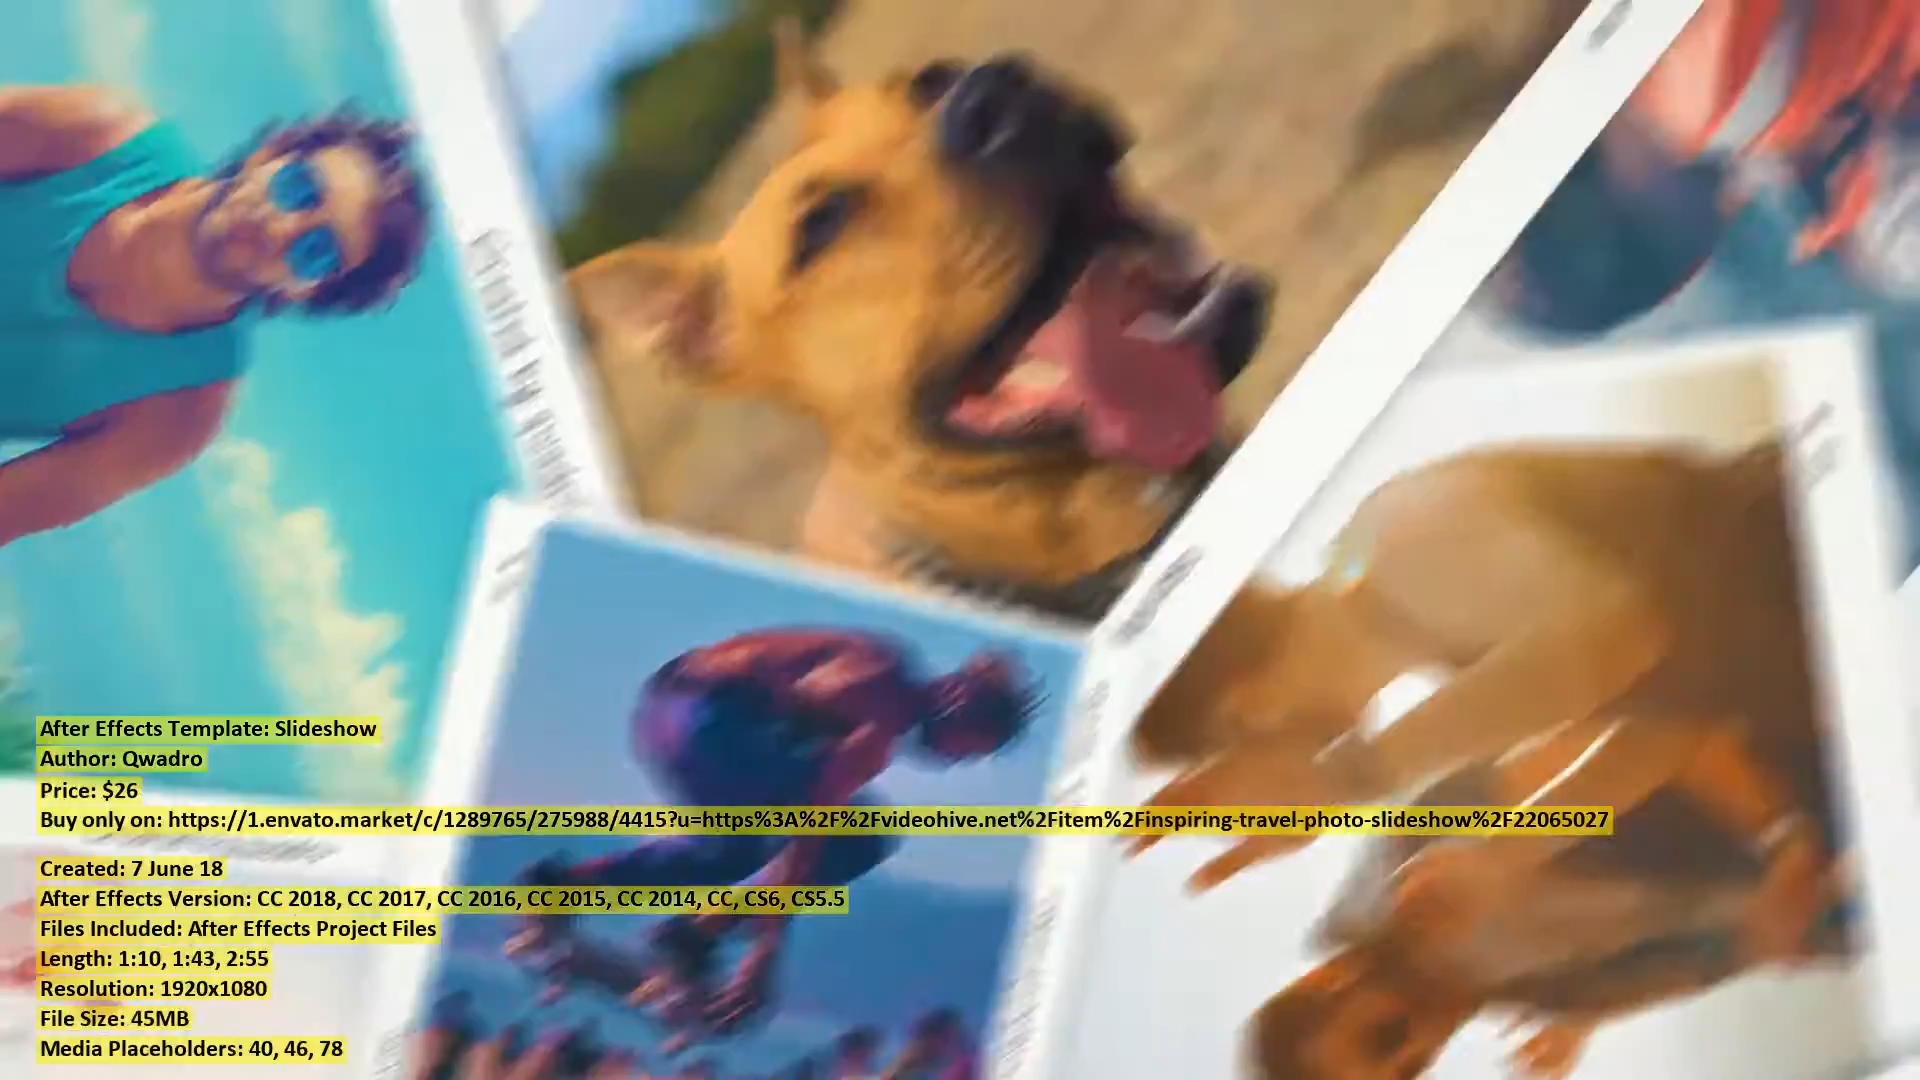 After Effects Template: Slideshow
Author: Qwadro
Price: $26
Buy only on: https://1.envato.market/c/1289765/275988/4415?u=https%3A%2F%2Fvideohive.net%2Fitem%2Finspiring-travel-photo-slideshow%2F22065027
Created: 7 June 18
After Effects Version: CC 2018, CC 2017, CC 2016, CC 2015, CC 2014, CC, CS6, CS5.5
Files Included: After Effects Project Files
Length: 1:10, 1:43, 2:55
Resolution: 1920x1080
File Size: 45MB
Media Placeholders: 40, 46, 78